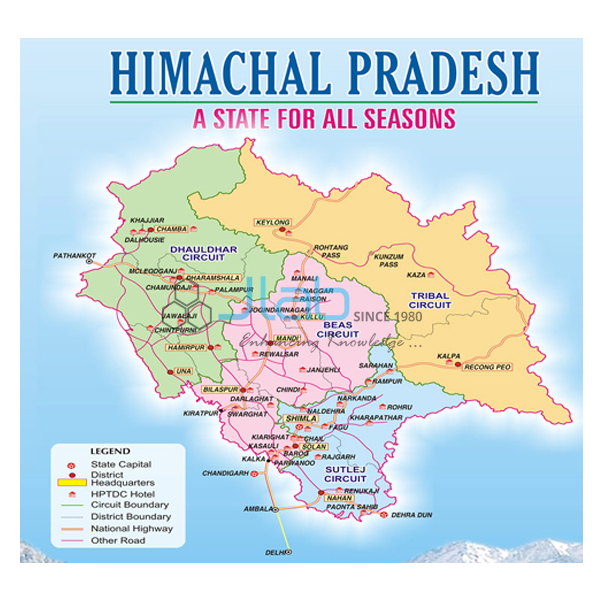 HIMACHAL PRADESH
A STATE FOR ALL SEASONS
KHAJJIAR
CHAMBA
DALHOUSIE
KEYLONG
PATHANKOT
DHAULDHAR
CIRCUIT
ROHTANG
PASS
KUNZUM
PASS
MCLEODGANJ
DHARAMSHALA
CHAMUNDAJI
PALAMPUR
MANALI
KAZA
NAGGAR
RAISON
TRIBAL
CIRCUIT
JOGINDARNAGAR
KULLU
JLab
SINCE 1980
Enhancing Knowledge ...
JAWALAJI
CHINTPURNI
BEAS
CIRCUIT
HAMIRPUR
MANDI
REWALSAR
KALPA
RECONG PEO
UNA
JANJEHLI
SARAHAN
RAMPUR
BILASPUR
CHINDI
DARLAGHAT
NARKANDA
KIRATPUR
SWARGHAT
NALDEHRA
ROHRU
SHIMLA
FAGU
KHARAPATHAR
KIARIGHAT
CHAIL
KASAULI
SOLAN
BAROG
RAJGARH
KALKA
PARWANOO
CHANDIGARH
SUTLEJ
CIRCUIT
RENUKAJI
NAHAN
AMBALA
PAONTA SAHIB
DEHRA DUN
DELHI
LEGEND
State Capital
District
Headquarters
HPTDC Hotel
Circuit Boundary
District Boundary
National Highway
Other Road